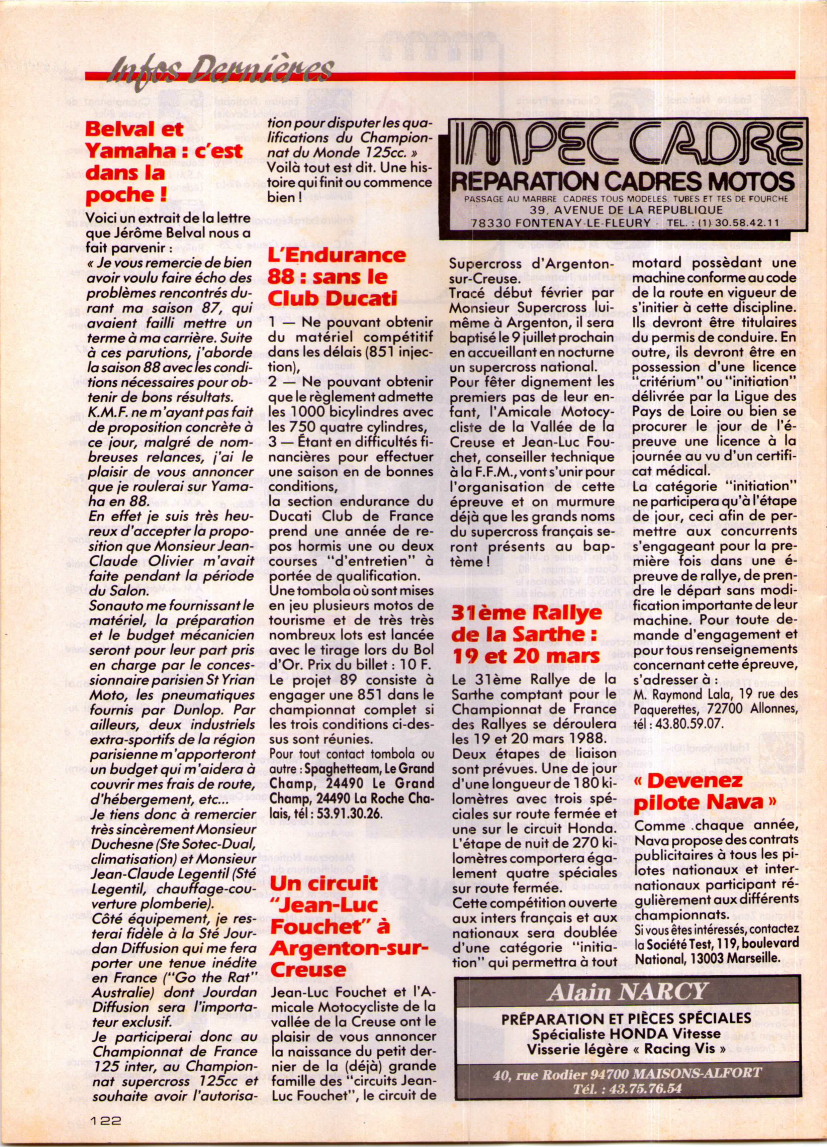 Infos Dernières
Belval et
Yamaha : c'est
dans la
poche !
Voici un extrait de la lettre
que Jérôme Belval nous a
fait parvenir :
« Je vous remercie de bien
avoir voulu faire écho des
problèmes rencontrés du-
rant ma saison 87, qui
avaient failli mettre un
terme à ma carrière. Suite
à ces parutions, j'aborde
la saison 88 avec les condi-
tions nécessaires pour ob-
tenir de bons résultats.
K.M.F. ne m'ayant pas fait
de proposition concrète à
ce jour, malgré de nom-
breuses relances, j'ai le
plaisir de vous annoncer
que je roulerai sur Yama-
ha en 88.
En effet je suis très heu-
reux d'accepter la propo-
sition que Monsieur Jean-
Claude Olivier m'avait
faite pendant la période
du Salon.
Sonauto me fournissant le
matériel, la préparation
et le budget mécanicien
seront pour leur part pris
en charge par le conces-
sionnaire parisien St Yrian
Moto, les pneumatiques
fournis par Dunlop. Par
ailleurs, deux industriels
extra-sportifs de la région
parisienne m'apporteront
un budget qui m'aidera à
couvrir mes frais de route,
d'hébergement, etc...
Je tiens donc à remercier
très sincèrement Monsieur
Duchesne (Ste Sotec-Dual,
climatisation) et Monsieur
Jean-Claude Legentil (Sté
Legentil, chauffage-cou-
verture plomberie).
Côté équipement, je res-
terai fidèle à la Sté Jour-
dan Diffusion qui me fera
porter une tenue inédite
en France ("Go the Rat"
Australie) dont Jourdan
Diffusion sera l'importa-
teur exclusif.
Je participerai donc au
Championnat de France
125 inter, au Champion-
nat supercross 125cc et
souhaite avoir l'autorisa-
tion pour disputer les qua-
lifications du Champion-
nat du Monde 125cc. »
Voilà tout est dit. Une his-
toire qui finit ou commence
bien !
L'Endurance
88 : sans le
Club Ducati
1 — Ne pouvant obtenir
du matériel compétitif
dans les délais (851 injec-
tion),
2 — Ne pouvant obtenir
que le règlement admette
les 1000 bicylindres avec
les 750 quatre cylindres,
3 — Étant en difficultés fi-
nancières pour effectuer
une saison en de bonnes
conditions,
la section endurance du
Ducati Club de France
prend une année de re-
pos hormis une ou deux
courses "d'entretien" à
portée de qualification.
Une tombola où sont mises
en jeu plusieurs motos de
tourisme et de très très
nombreux lots est lancée
avec le tirage lors du Bol
d'Or. Prix du billet : 10 F.
Le projet 89 consiste à
engager une 851 dans le
championnat complet si
les trois conditions ci-des-
sus sont réunies.
Pour tout contact tombola ou
autre : Spaghetteam, Le Grand
Champ, 24490 Le Grand
Champ, 24490 La Roche Cha-
lais, tél : 53.91.30.26.
Un circuit
"Jean-Luc
Fouchet" à
Argenton-sur-
Creuse
Jean-Luc Fouchet et l'A-
micale Motocycliste de la
vallée de la Creuse ont le
plaisir de vous annoncer
la naissance du petit der-
nier de la (déjà) grande
famille des "circuits Jean-
Luc Fouchet", le circuit de
IMPEC CADRE
REPARATION CADRES MOTOS
PASSAGE AU MARBRE CADRES TOUS MODELES. TUBES ET TES DE FOURCHE
39, AVENUE DE LA REPUBLIQUE
78330 FONTENAY-LE-FLEURY - TEL. : (1) 30.58.42.11
Supercross d'Argenton-
sur-Creuse.
Tracé début février par
Monsieur Supercross lui-
même à Argenton, il sera
baptisé le 9 juillet prochain
en accueillant en nocturne
un supercross national.
Pour fêter dignement les
premiers pas de leur en-
fant, l'Amicale Motocy-
cliste de la Vallée de la
Creuse et Jean-Luc Fou-
chet, conseiller technique
à la F.F.M., vont s'unir pour
l'organisation de cette
épreuve et on murmure
déjà que les grands noms
du supercross français se-
ront présents au bap-
tème !
31ème Rallye
de la Sarthe :
19 et 20 mars
Le 31ème Rallye de la
Sarthe comptant pour le
Championnat de France
des Rallyes se déroulera
les 19 et 20 mars 1988.
Deux étapes de liaison
sont prévues. Une de jour
d'une longueur de 180 ki-
lomètres avec trois spé-
ciales sur route fermée et
une sur le circuit Honda.
L'étape de nuit de 270 ki-
lomètres comportera éga-
lement quatre spéciales
sur route fermée.
Cette compétition ouverte
aux inters français et aux
nationaux sera doublée
d'une catégorie "initia-
tion" qui permettra à tout
motard possèdant une
machine conforme au code
de la route en vigueur de
s'initier à cette discipline.
Ils devront être titulaires
du permis de conduire. En
outre, ils devront être en
possession d'une licence
"critérium" ou "initiation"
délivrée par la Ligue des
Pays de Loire ou bien se
procurer le jour de l'é-
preuve une licence à la
journée au vu d'un certifi-
cat médical.
La catégorie "initiation"
ne participera qu'à l'étape
de jour, ceci afin de per-
mettre aux concurrents
s'engageant pour la pre-
mière fois dans une é-
preuve de rallye, de pren-
dre le départ sans modi-
fication importante de leur
machine. Pour toute de-
mande d'engagement et
pour tous renseignements
concernant cette épreuve,
s'adresser à :
M. Raymond Lala, 19 rue des
Paquerettes, 72700 Allonnes,
tél : 43.80.59.07.
« Devenez
pilote Nava »
Comme chaque année,
Nava propose des contrats
publicitaires à tous les pi-
lotes nationaux et inter-
nationaux participant ré-
gulièrement aux différents
championnats.
Si vous êtes intéressés, contactez
la Société Test, 119, boulevard
National, 13003 Marseille.
Alain NARCY
PRÉPARATION ET PIÈCES SPÉCIALES
Spécialiste HONDA Vitesse
Visserie légère « Racing Vis »
40, rue Rodier 94700 MAISONS-ALFORT
Tél. : 43.75.76.54
122